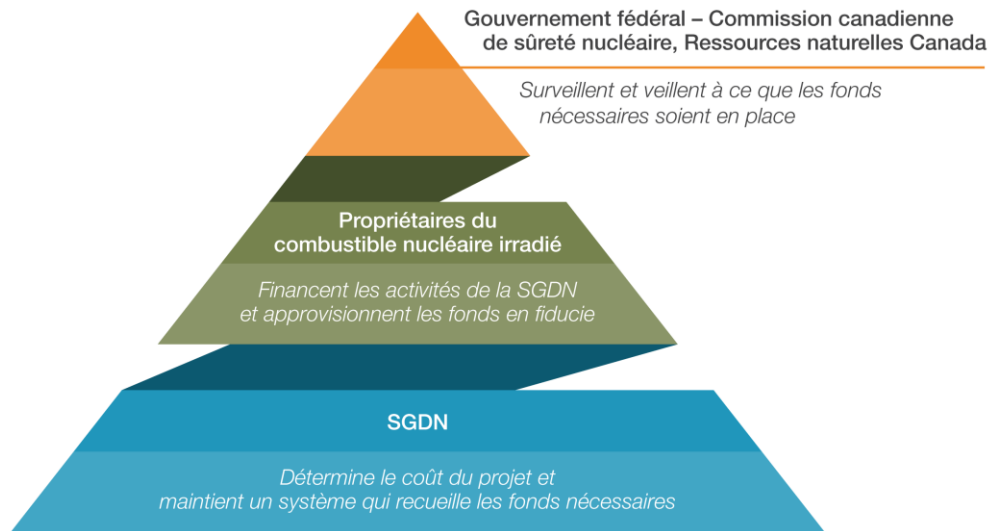 Gouvernement fédéral – Commission canadienne
de sûreté nucléaire, Ressources naturelles Canada
Surveillent et veillent à ce que les fonds
nécessaires soient en place
Propriétaires du
combustible nucléaire irradié
Financent les activités de la SGDN
et approvisionnent les fonds en fiducie
SGDN
Détermine le coût du projet et
maintient un système qui recueille les fonds nécessaires